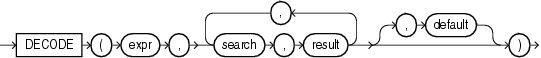 DECODE ( expr , search , result , , default )